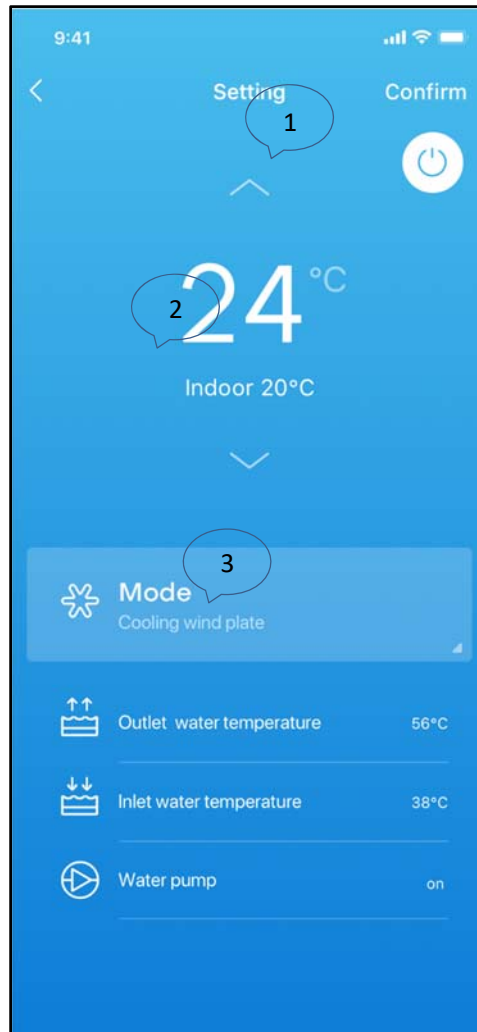 9:41
Setting
Confirm
1
24 °C
2
Indoor 20°C
3
Mode
Cooling wind plate
Outlet water temperature 56°C
Inlet water temperature 38°C
Water pump on